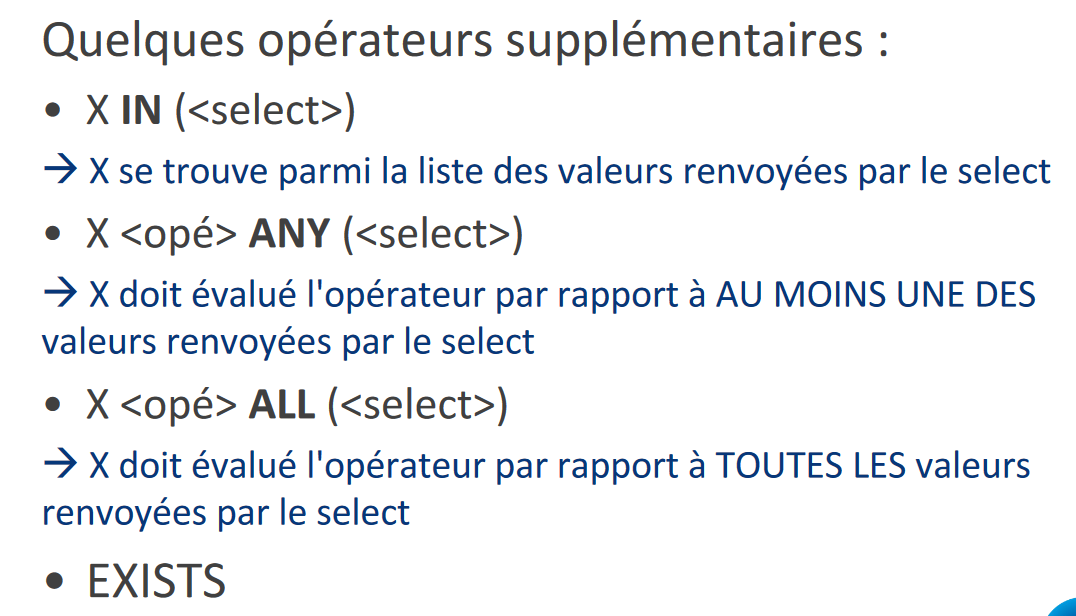 Quelques opérateurs supplémentaires :
• X IN (<select>)
→ X se trouve parmi la liste des valeurs renvoyées par le select
• X <opé> ANY (<select>)
→ X doit évalué l'opérateur par rapport à AU MOINS UNE DES
valeurs renvoyées par le select
• X <opé> ALL (<select>)
→ X doit évalué l'opérateur par rapport à TOUTES LES valeurs
renvoyées par le select
• EXISTS